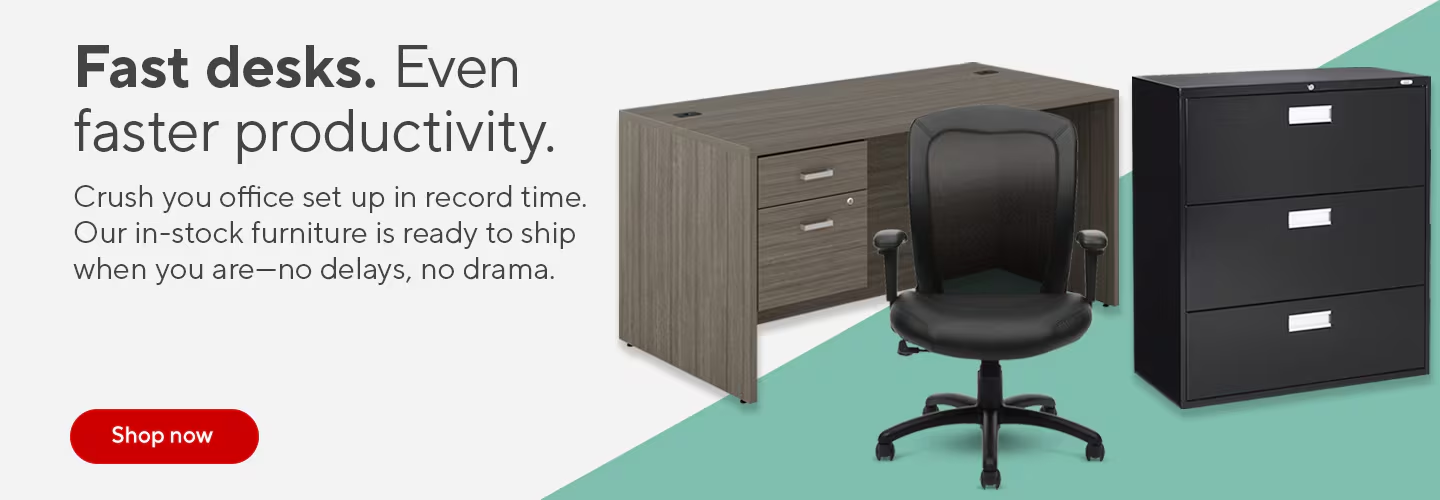 Fast desks. Even
faster productivity.
Crush you office set up in record time.
Our in-stock furniture is ready to ship
when you are—no delays, no drama.
Shop now